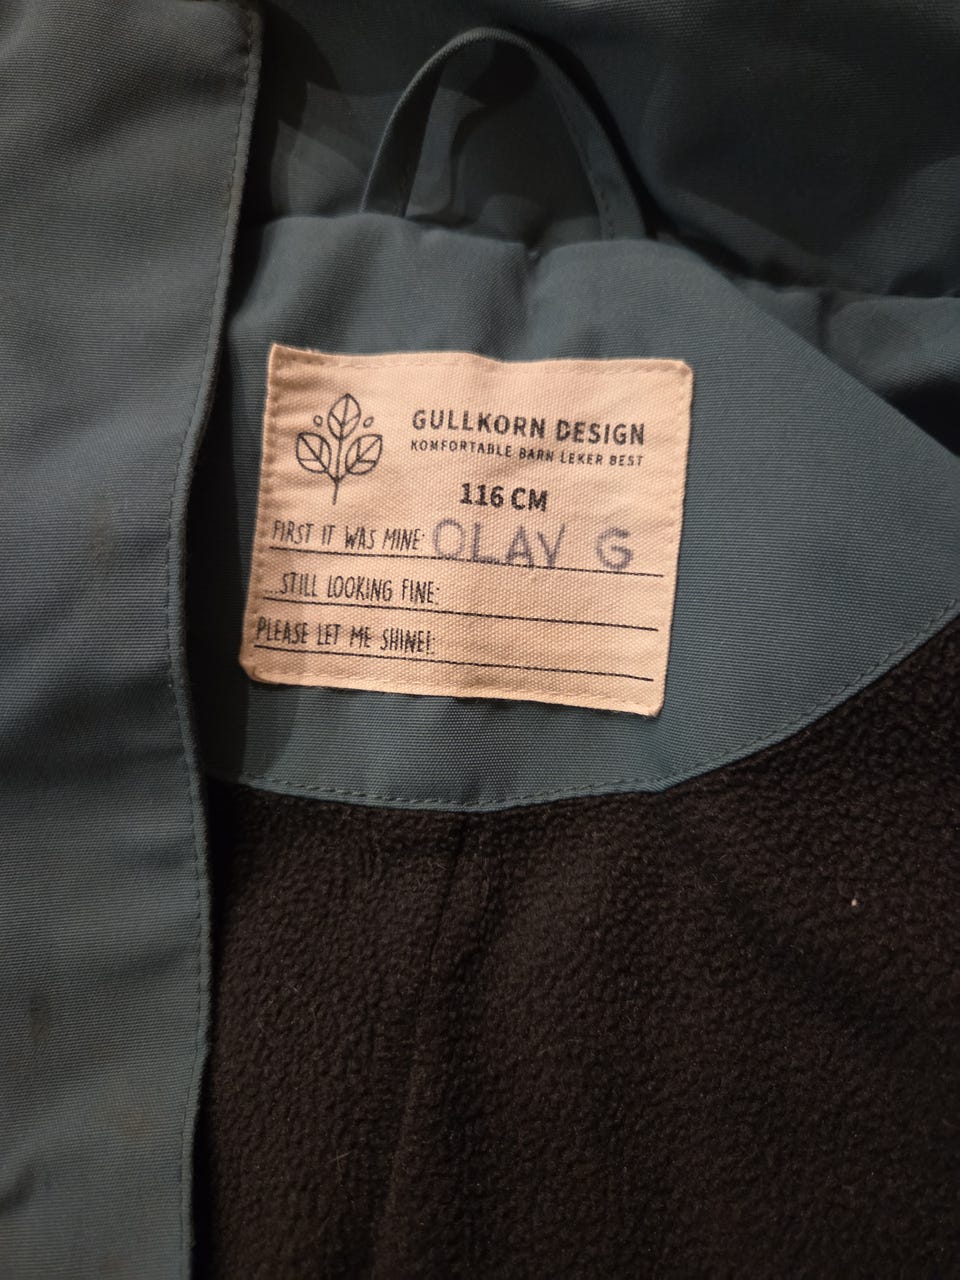 GULLKORN DESIGN
KOMFORTABLE BARN LEKER BEST
116 CM
FIRST IT WAS MINE: OLAV G
...STILL LOOKING FINE:
PLEASE LET ME SHINE!: